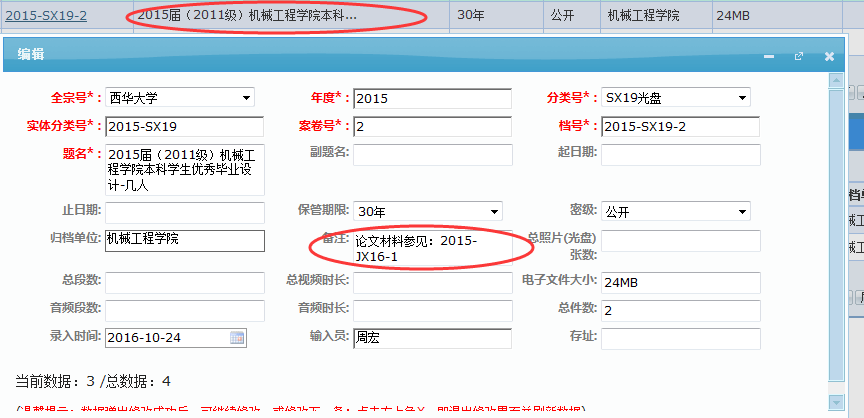 2015-SX19-2 2015届（2011级）机械工程学院本科... 30年 公开 机械工程学院 24MB
编辑
全宗号*： 西华大学 年度*： 2015 分类号*： SX19光盘
实体分类号*： 2015-SX19 案卷号*： 2 档号*： 2015-SX19-2
题名*： 2015届（2011级）机械工 副题名: 起日期:
程学院本科学生优秀毕业设
计-几人
止日期: 保管期限: 30年 密级: 公开
归档单位: 机械工程学院 备注: 论文材料参见：2015- 总照片(光盘)
JX16-1 张数:
总段数: 总视频时长: 电子文件大小: 24MB
音频段数: 音频时长: 总件数: 2
录入时间: 2016-10-24 输入员: 周宏 存址:
当前数据：3 /总数据：4